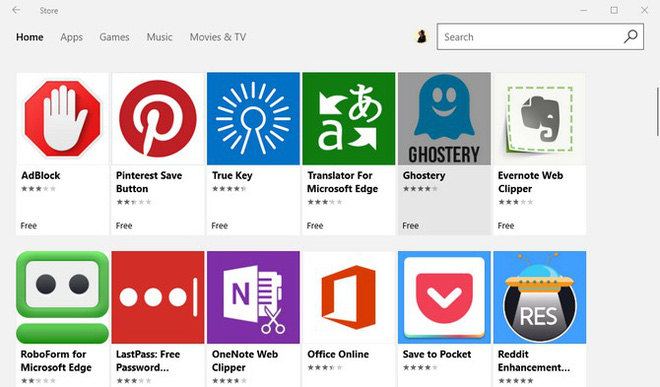 Store
Home Apps Games Music Movies & TV Search
GHOSTERY
AdBlock
Pinterest Save
Button
True Key
Translator For
Microsoft Edge
Ghostery
Evernote Web
Clipper
Free Free Free Free Free Free
N
RES
RoboForm for
Microsoft Edge
LastPass: Free
Password...
OneNote Web
Clipper
Office Online
Save to Pocket
Reddit
Enhancement...